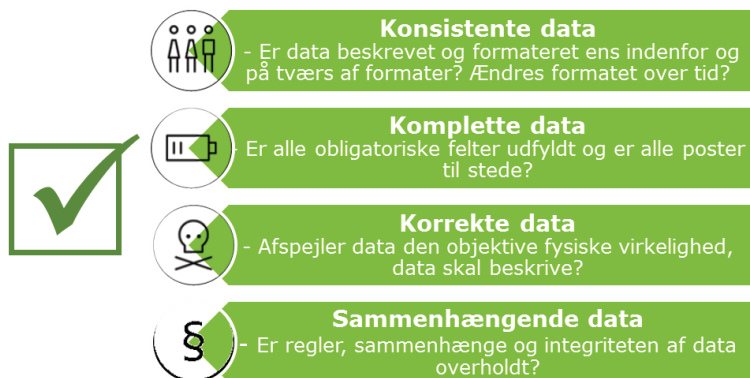 Konsistente data
- Er data beskrevet og formateret ens indenfor og
på tværs af formater? Ændres formatet over tid?
Komplette data
- Er alle obligatoriske felter udfyldt og er alle poster
til stede?
Korrekte data
- Afspejler data den objektive fysiske virkelighed,
data skal beskrive?
§
Sammenhængende data
- Er regler, sammenhænge og integriteten af data
overholdt?